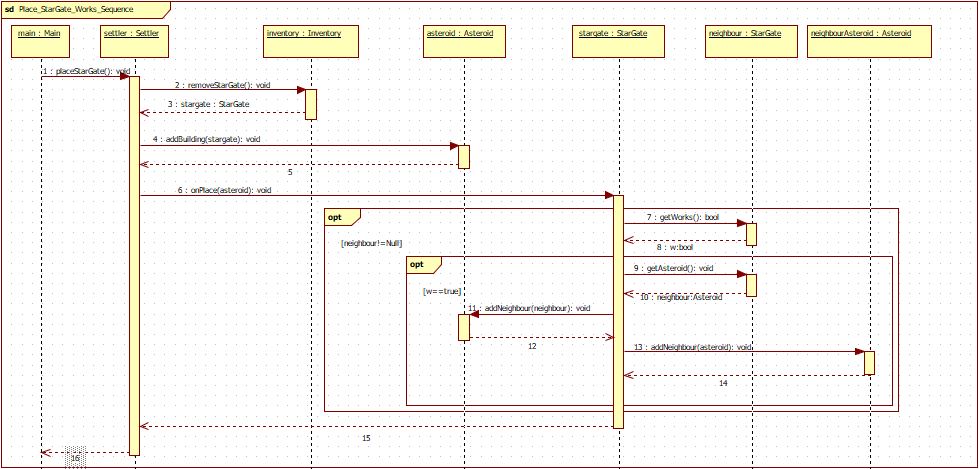 sd Place_StarGate_Works_Sequence
main : Main
settler : Settler
inventory : Inventory
asteroid : Asteroid
stargate : StarGate
neighbour : StarGate
neighbourAsteroid : Asteroid
1 : placeStarGate(): void
2 : removeStarGate(): void
3 : stargate : StarGate
4 : addBuilding(stargate): void
5
6 : onPlace(asteroid): void
opt
7 : getWorks(): bool
[neighbour!=Null]
8 : w:bool
opt
9 : getAsteroid(): void
[w==true]
10 : neighbour:Asteroid
11 : addNeighbour(neighbour): void
12
13 : addNeighbour(asteroid): void
14
15
16